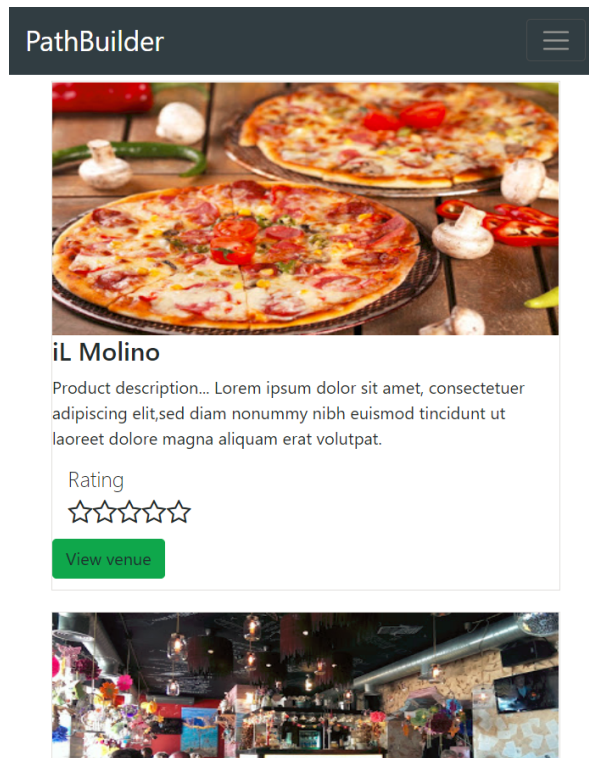 PathBuilder
iL Molino
Product description... Lorem ipsum dolor sit amet, consectetuer
adipiscing elit,sed diam nonummy nibh euismod tincidunt ut
laoreet dolore magna aliquam erat volutpat.
Rating
View venue